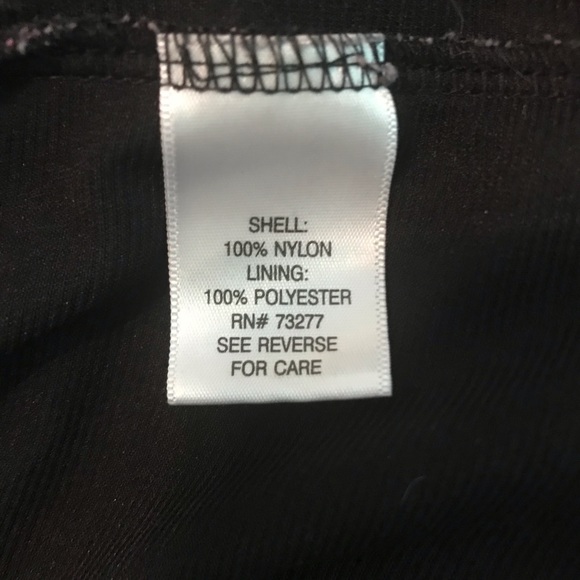 SHELL:
100% NYLON
LINING:
100% POLYESTER
RN# 73277
SEE REVERSE
FOR CARE